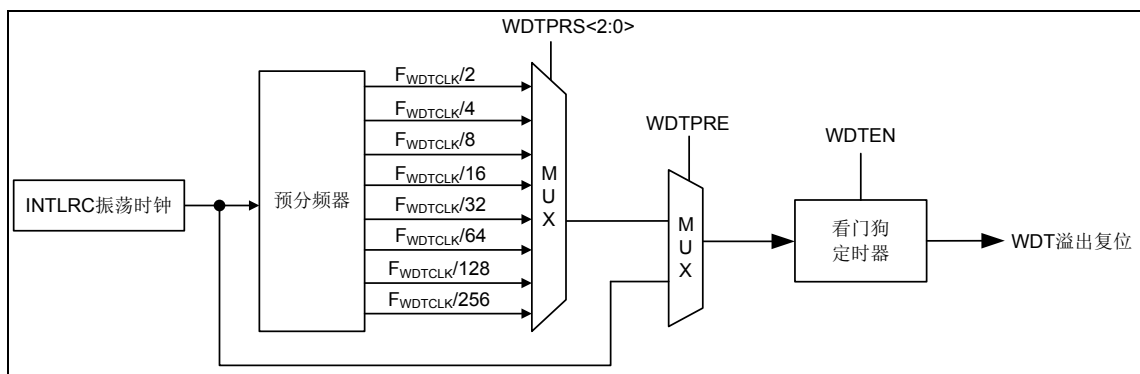 WDTPRS<2:0>
FWDTCLK/2
FWDTCLK/4
FWDTCLK/8
FWDTCLK/16
FWDTCLK/32
FWDTCLK/64
FWDTCLK/128
FWDTCLK/256
INTLRC振荡时钟
预分频器
MUX
WDTPRE
MUX
WDTEN
看门狗
定时器
WDT溢出复位